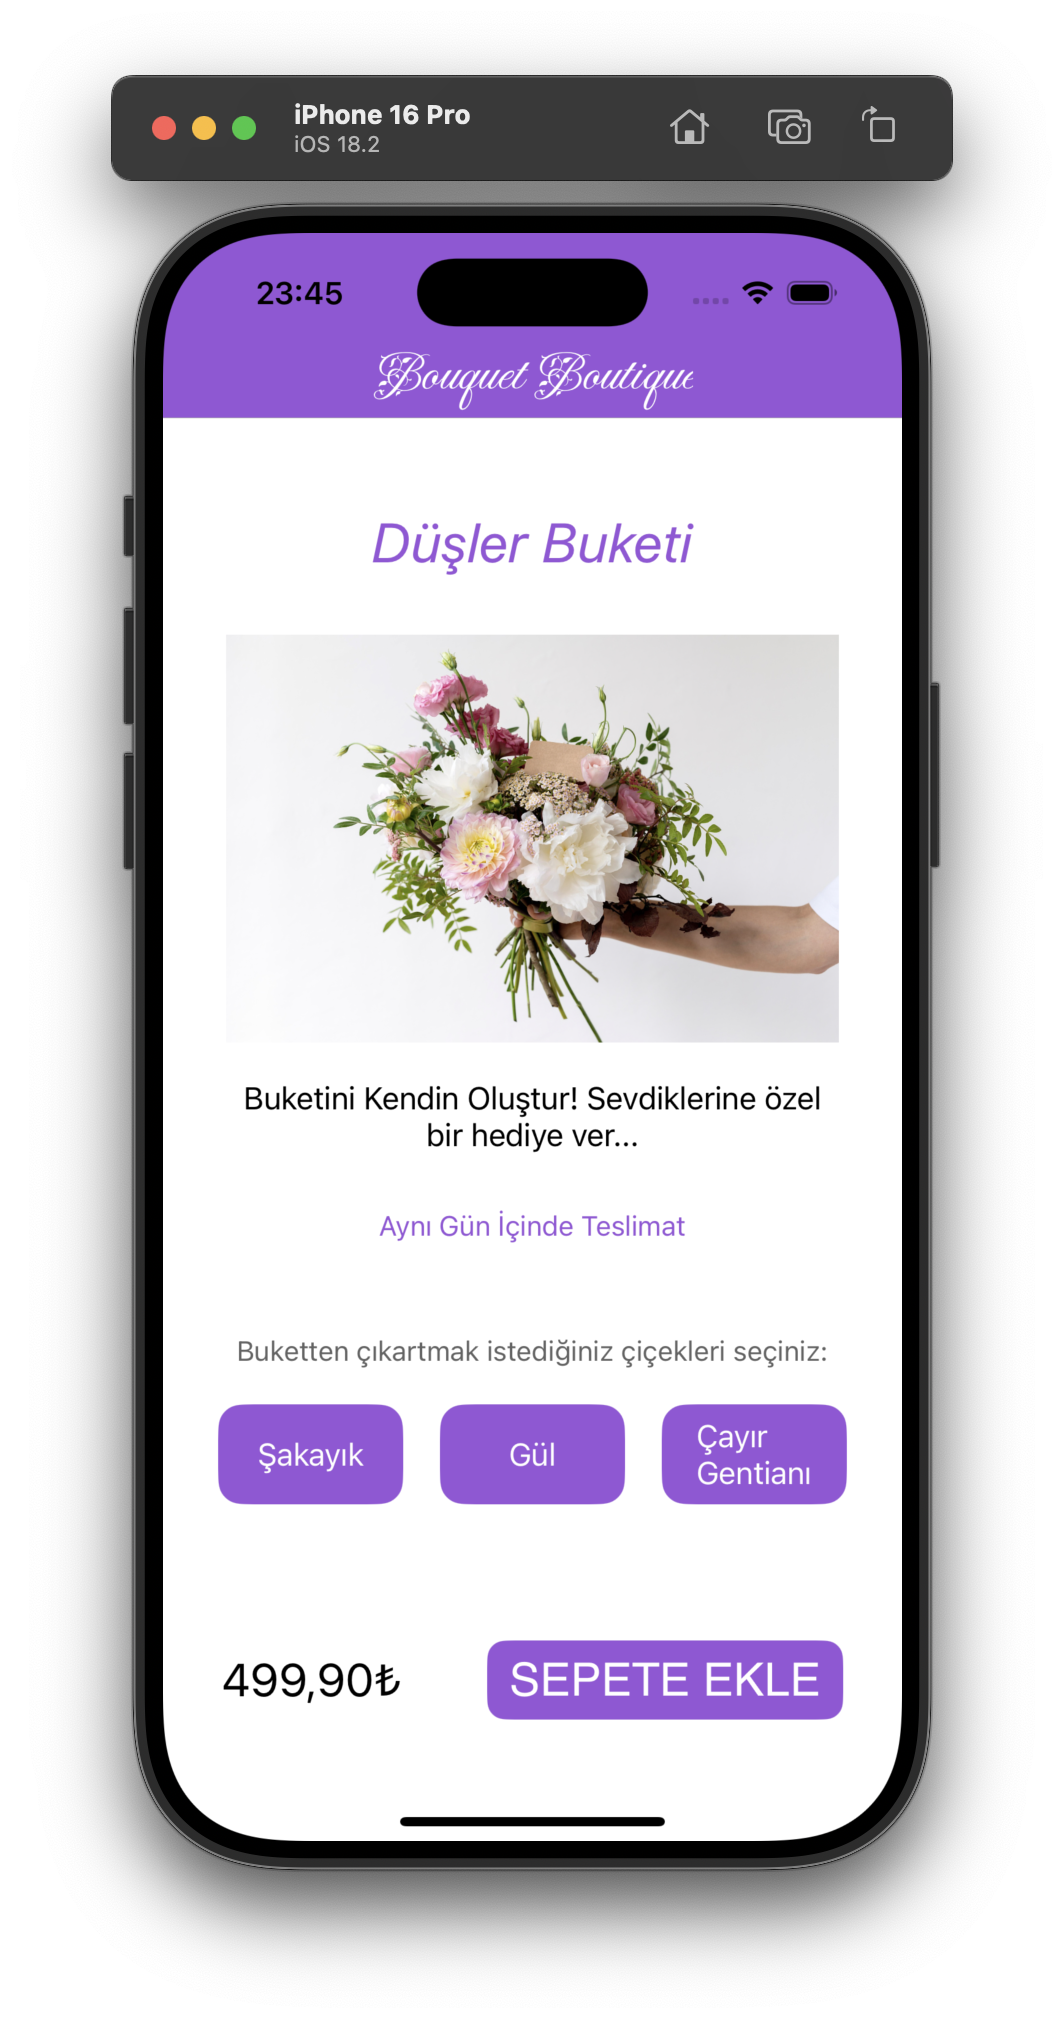 iPhone 16 Pro
iOS 18.2
23:45
Bouquet Boutique
Düşler Buketi
Buketini Kendin Oluştur! Sevdiklerine özel
bir hediye ver...
Aynı Gün İçinde Teslimat
Buketten çıkartmak istediğiniz çiçekleri seçiniz:
Şakayık
Gül
Çayır
Gentianı
499,90₺
SEPETE EKLE